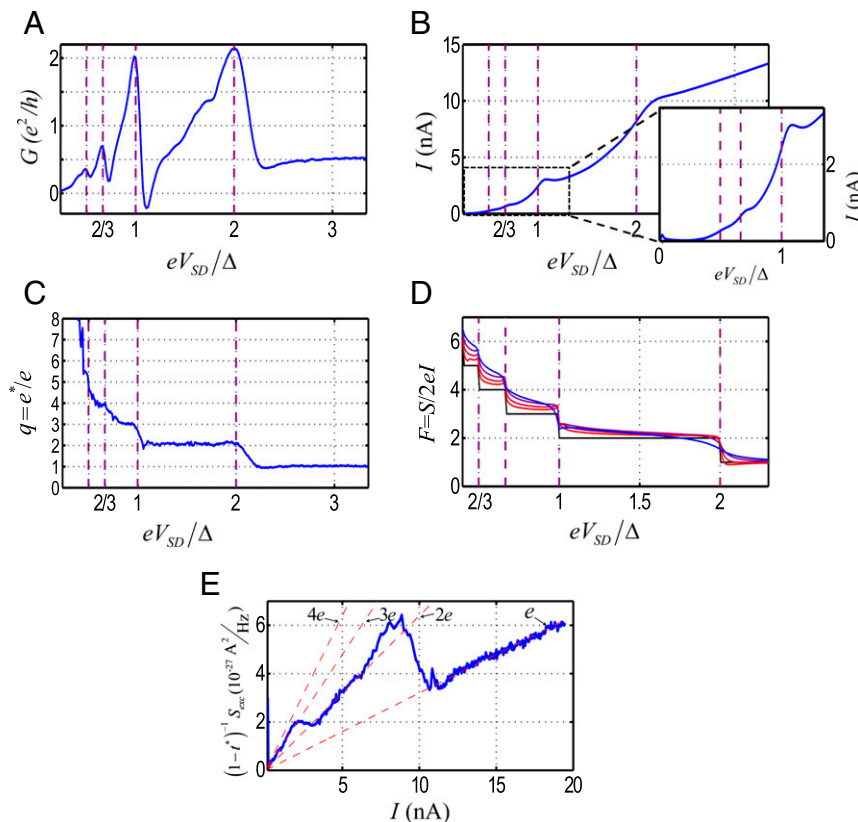 A
G (e²/h)
2
1
0
2/3 1 2 3
eV_SD/Δ
B
I (nA)
15
10
5
0
2/3 1 2
eV_SD/Δ
2
0
I (nA)
0 1
eV_SD/Δ
C
q=e*/e
8
7
6
5
4
3
2
1
0
2/3 1 2 3
eV_SD/Δ
D
F=S/2eI
6
4
2
0
2/3 1 1.5 2
eV_SD/Δ
E
(1−t*)⁻¹ S_exc (10⁻²⁷ A²/Hz)
6
4
2
0
4e 3e 2e e
5 10 15 20
I (nA)